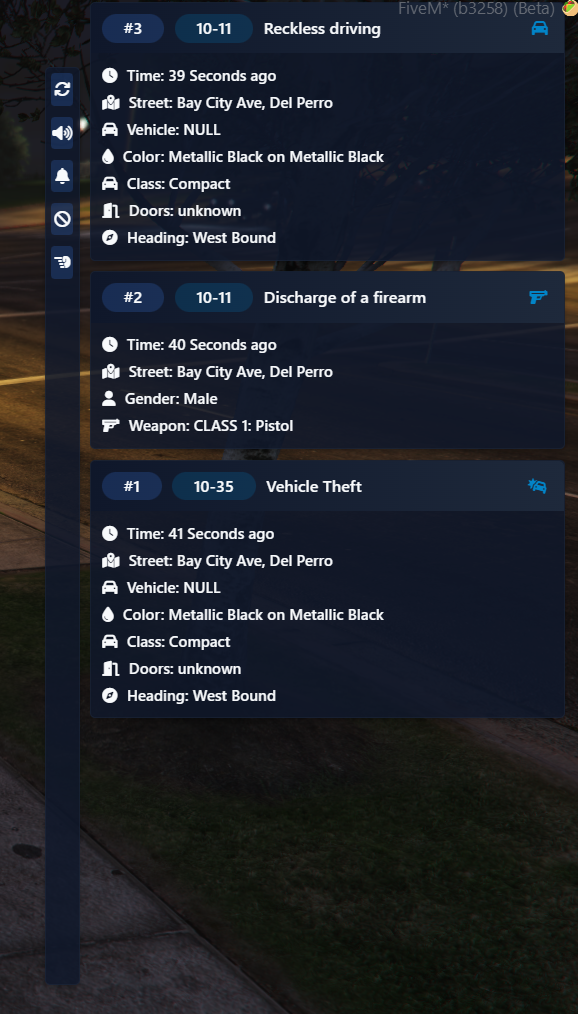 FiveM* (b3258) (Beta)
#3 10-11 Reckless driving
Time: 39 Seconds ago
Street: Bay City Ave, Del Perro
Vehicle: NULL
Color: Metallic Black on Metallic Black
Class: Compact
Doors: unknown
Heading: West Bound
#2 10-11 Discharge of a firearm
Time: 40 Seconds ago
Street: Bay City Ave, Del Perro
Gender: Male
Weapon: CLASS 1: Pistol
#1 10-35 Vehicle Theft
Time: 41 Seconds ago
Street: Bay City Ave, Del Perro
Vehicle: NULL
Color: Metallic Black on Metallic Black
Class: Compact
Doors: unknown
Heading: West Bound